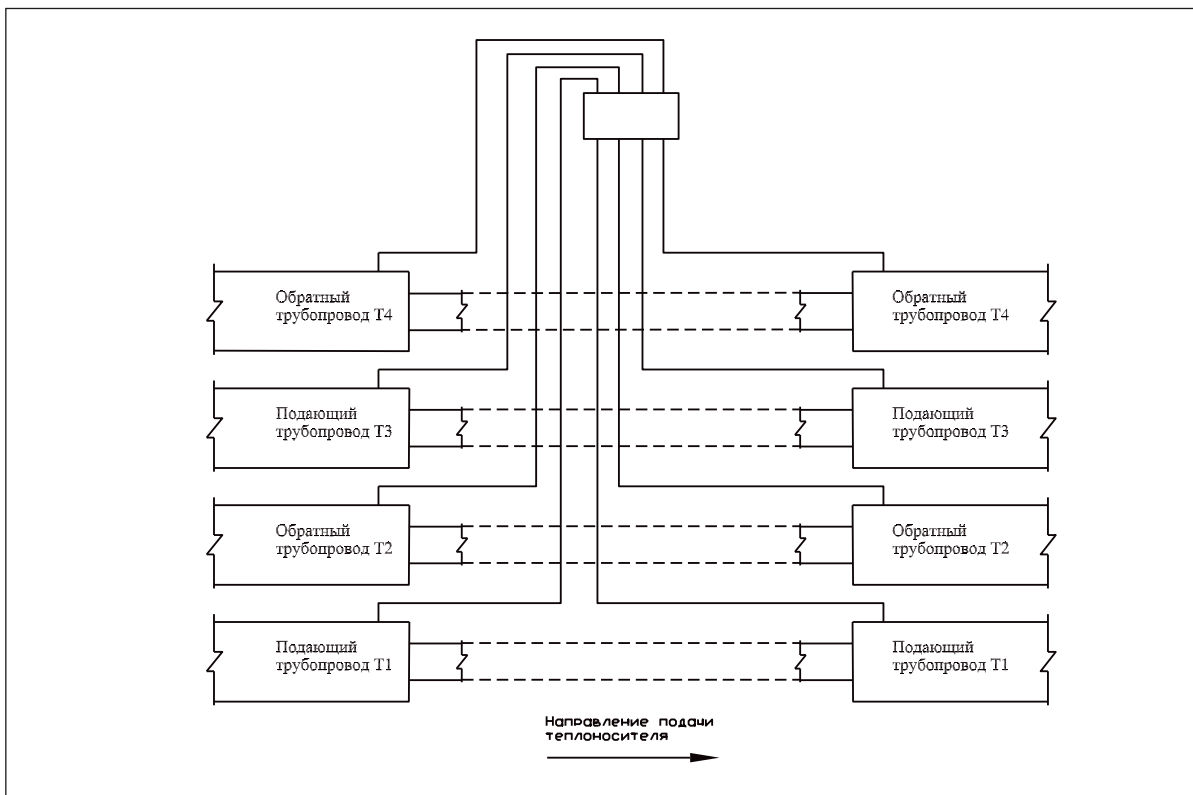 Обратный
трубопровод Т4
Обратный
трубопровод Т4
Подающий
трубопровод Т3
Подающий
трубопровод Т3
Обратный
трубопровод Т2
Обратный
трубопровод Т2
Подающий
трубопровод Т1
Подающий
трубопровод Т1
Направление подачи
теплоносителя